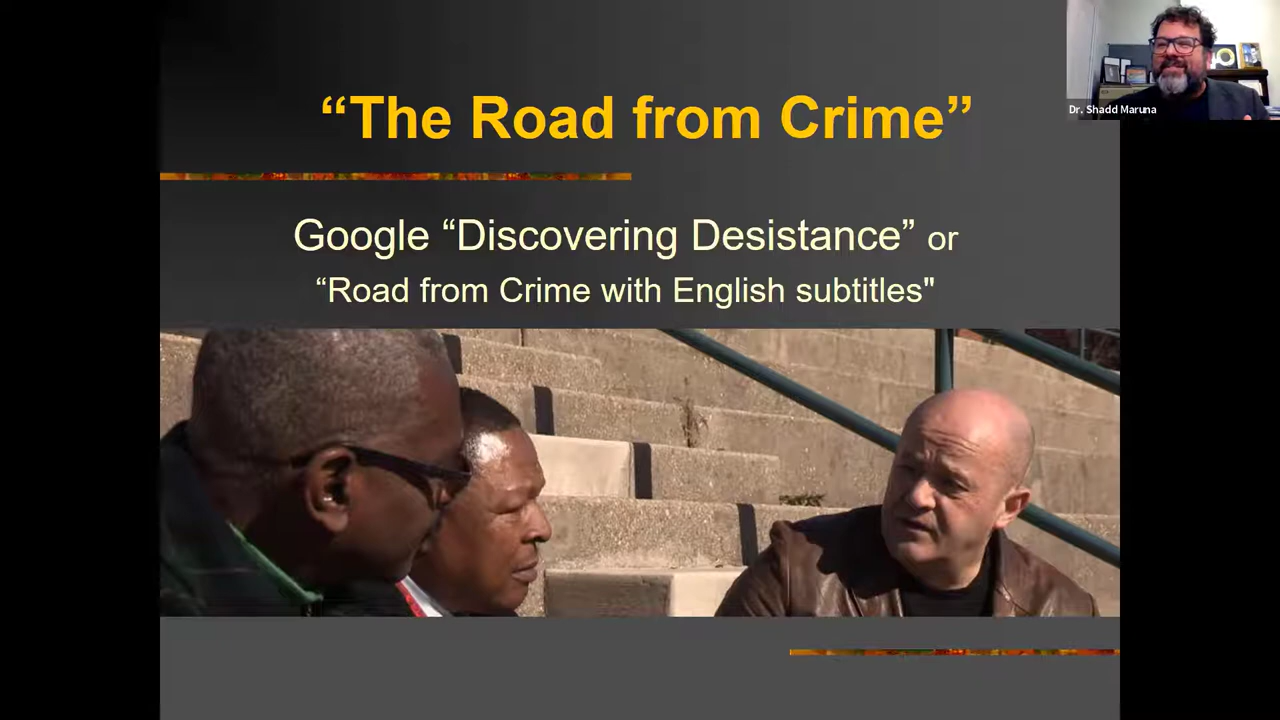 “The Road from Crime”
Google “Discovering Desistance” or
“Road from Crime with English subtitles"
Dr. Shadd Maruna